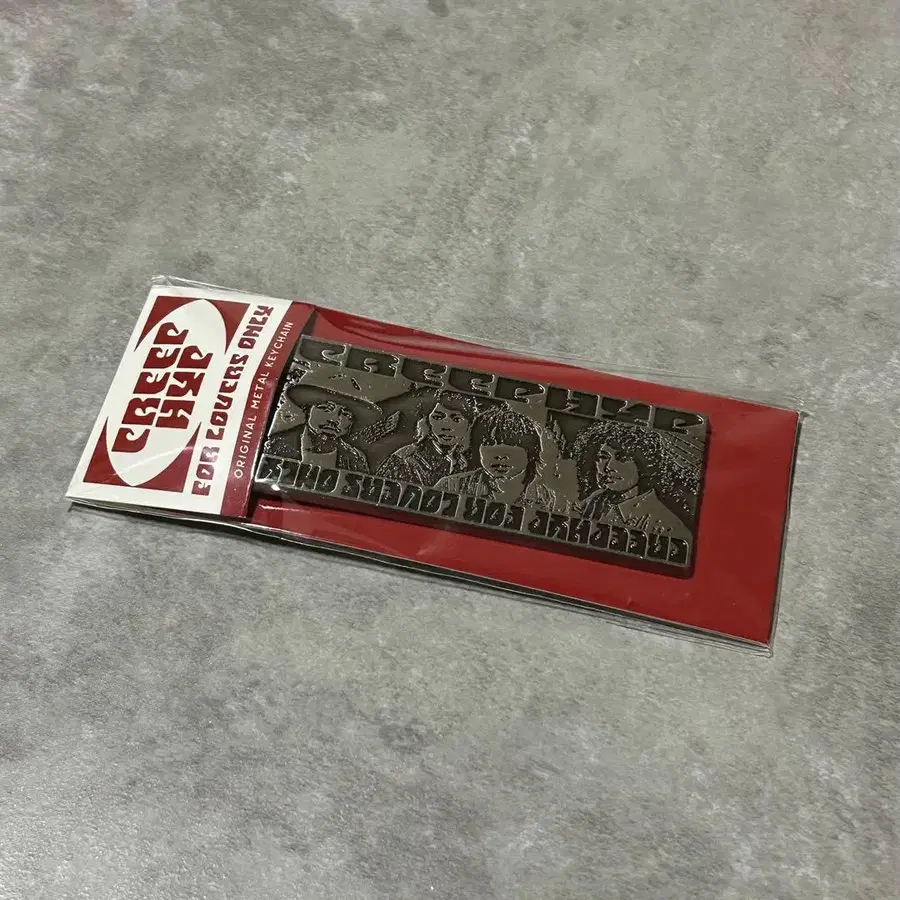 CREEP
HYP
FOR LOVERS ONLY
ORIGINAL METAL KEYCHAIN
CREEPHYP
CREEPHYP FOR LOVERS ONLY